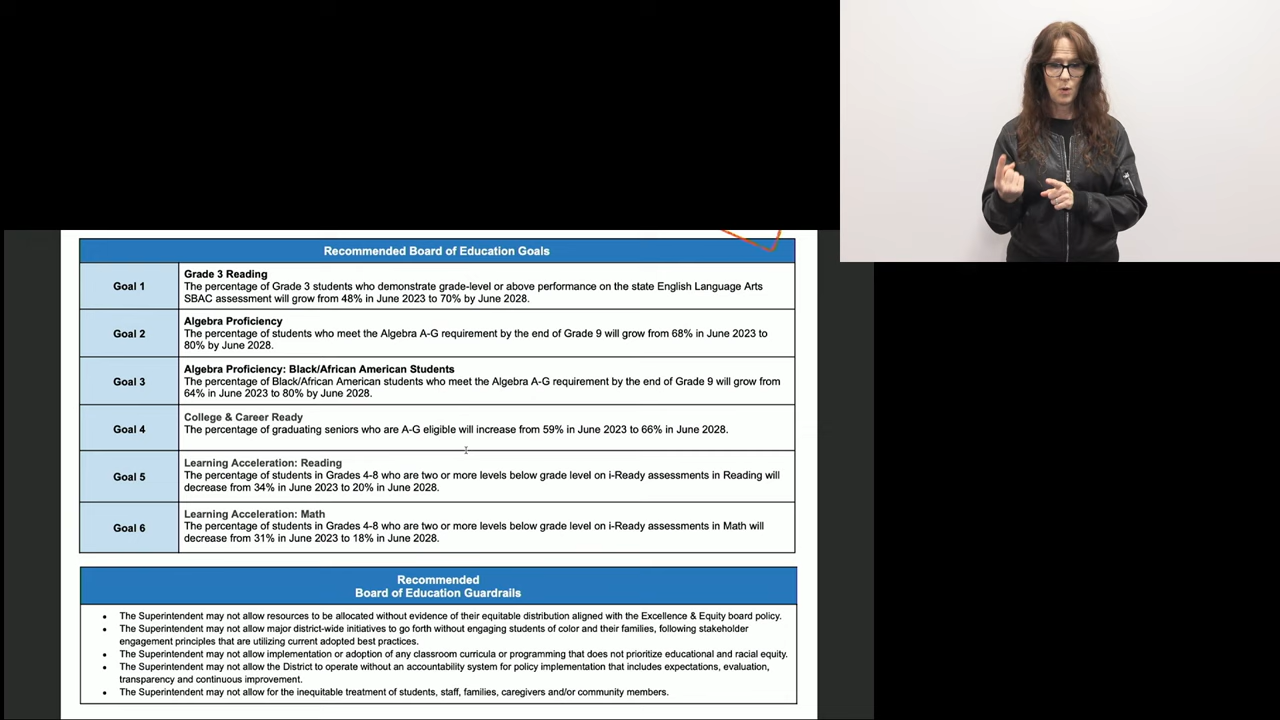 Recommended Board of Education Goals
Goal 1
Grade 3 Reading
The percentage of Grade 3 students who demonstrate grade-level or above performance on the state English Language Arts
SBAC assessment will grow from 48% in June 2023 to 70% by June 2028.
Goal 2
Algebra Proficiency
The percentage of students who meet the Algebra A-G requirement by the end of Grade 9 will grow from 68% in June 2023 to
80% by June 2028.
Goal 3
Algebra Proficiency: Black/African American Students
The percentage of Black/African American students who meet the Algebra A-G requirement by the end of Grade 9 will grow from
64% in June 2023 to 80% by June 2028.
Goal 4
College & Career Ready
The percentage of graduating seniors who are A-G eligible will increase from 59% in June 2023 to 66% in June 2028.
Goal 5
Learning Acceleration: Reading
The percentage of students in Grades 4-8 who are two or more levels below grade level on i-Ready assessments in Reading will
decrease from 34% in June 2023 to 20% in June 2028.
Goal 6
Learning Acceleration: Math
The percentage of students in Grades 4-8 who are two or more levels below grade level on i-Ready assessments in Math will
decrease from 31% in June 2023 to 18% in June 2028.
Recommended
Board of Education Guardrails
• The Superintendent may not allow resources to be allocated without evidence of their equitable distribution aligned with the Excellence & Equity board policy.
• The Superintendent may not allow major district-wide initiatives to go forth without engaging students of color and their families, following stakeholder
engagement principles that are utilizing current adopted best practices.
• The Superintendent may not allow implementation or adoption of any classroom curricula or programming that does not prioritize educational and racial equity.
• The Superintendent may not allow the District to operate without an accountability system for policy implementation that includes expectations, evaluation,
transparency and continuous improvement.
• The Superintendent may not allow for the inequitable treatment of students, staff, families, caregivers and/or community members.